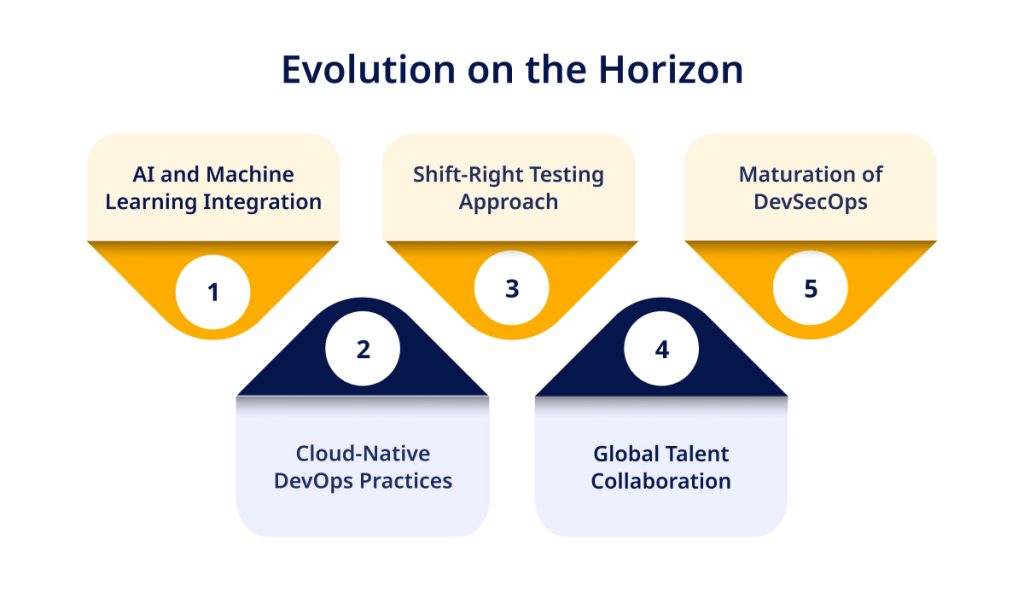 Evolution on the Horizon
AI and Machine
Learning Integration
1
Cloud-Native
DevOps Practices
2
Shift-Right Testing
Approach
3
Global Talent
Collaboration
4
Maturation of
DevSecOps
5